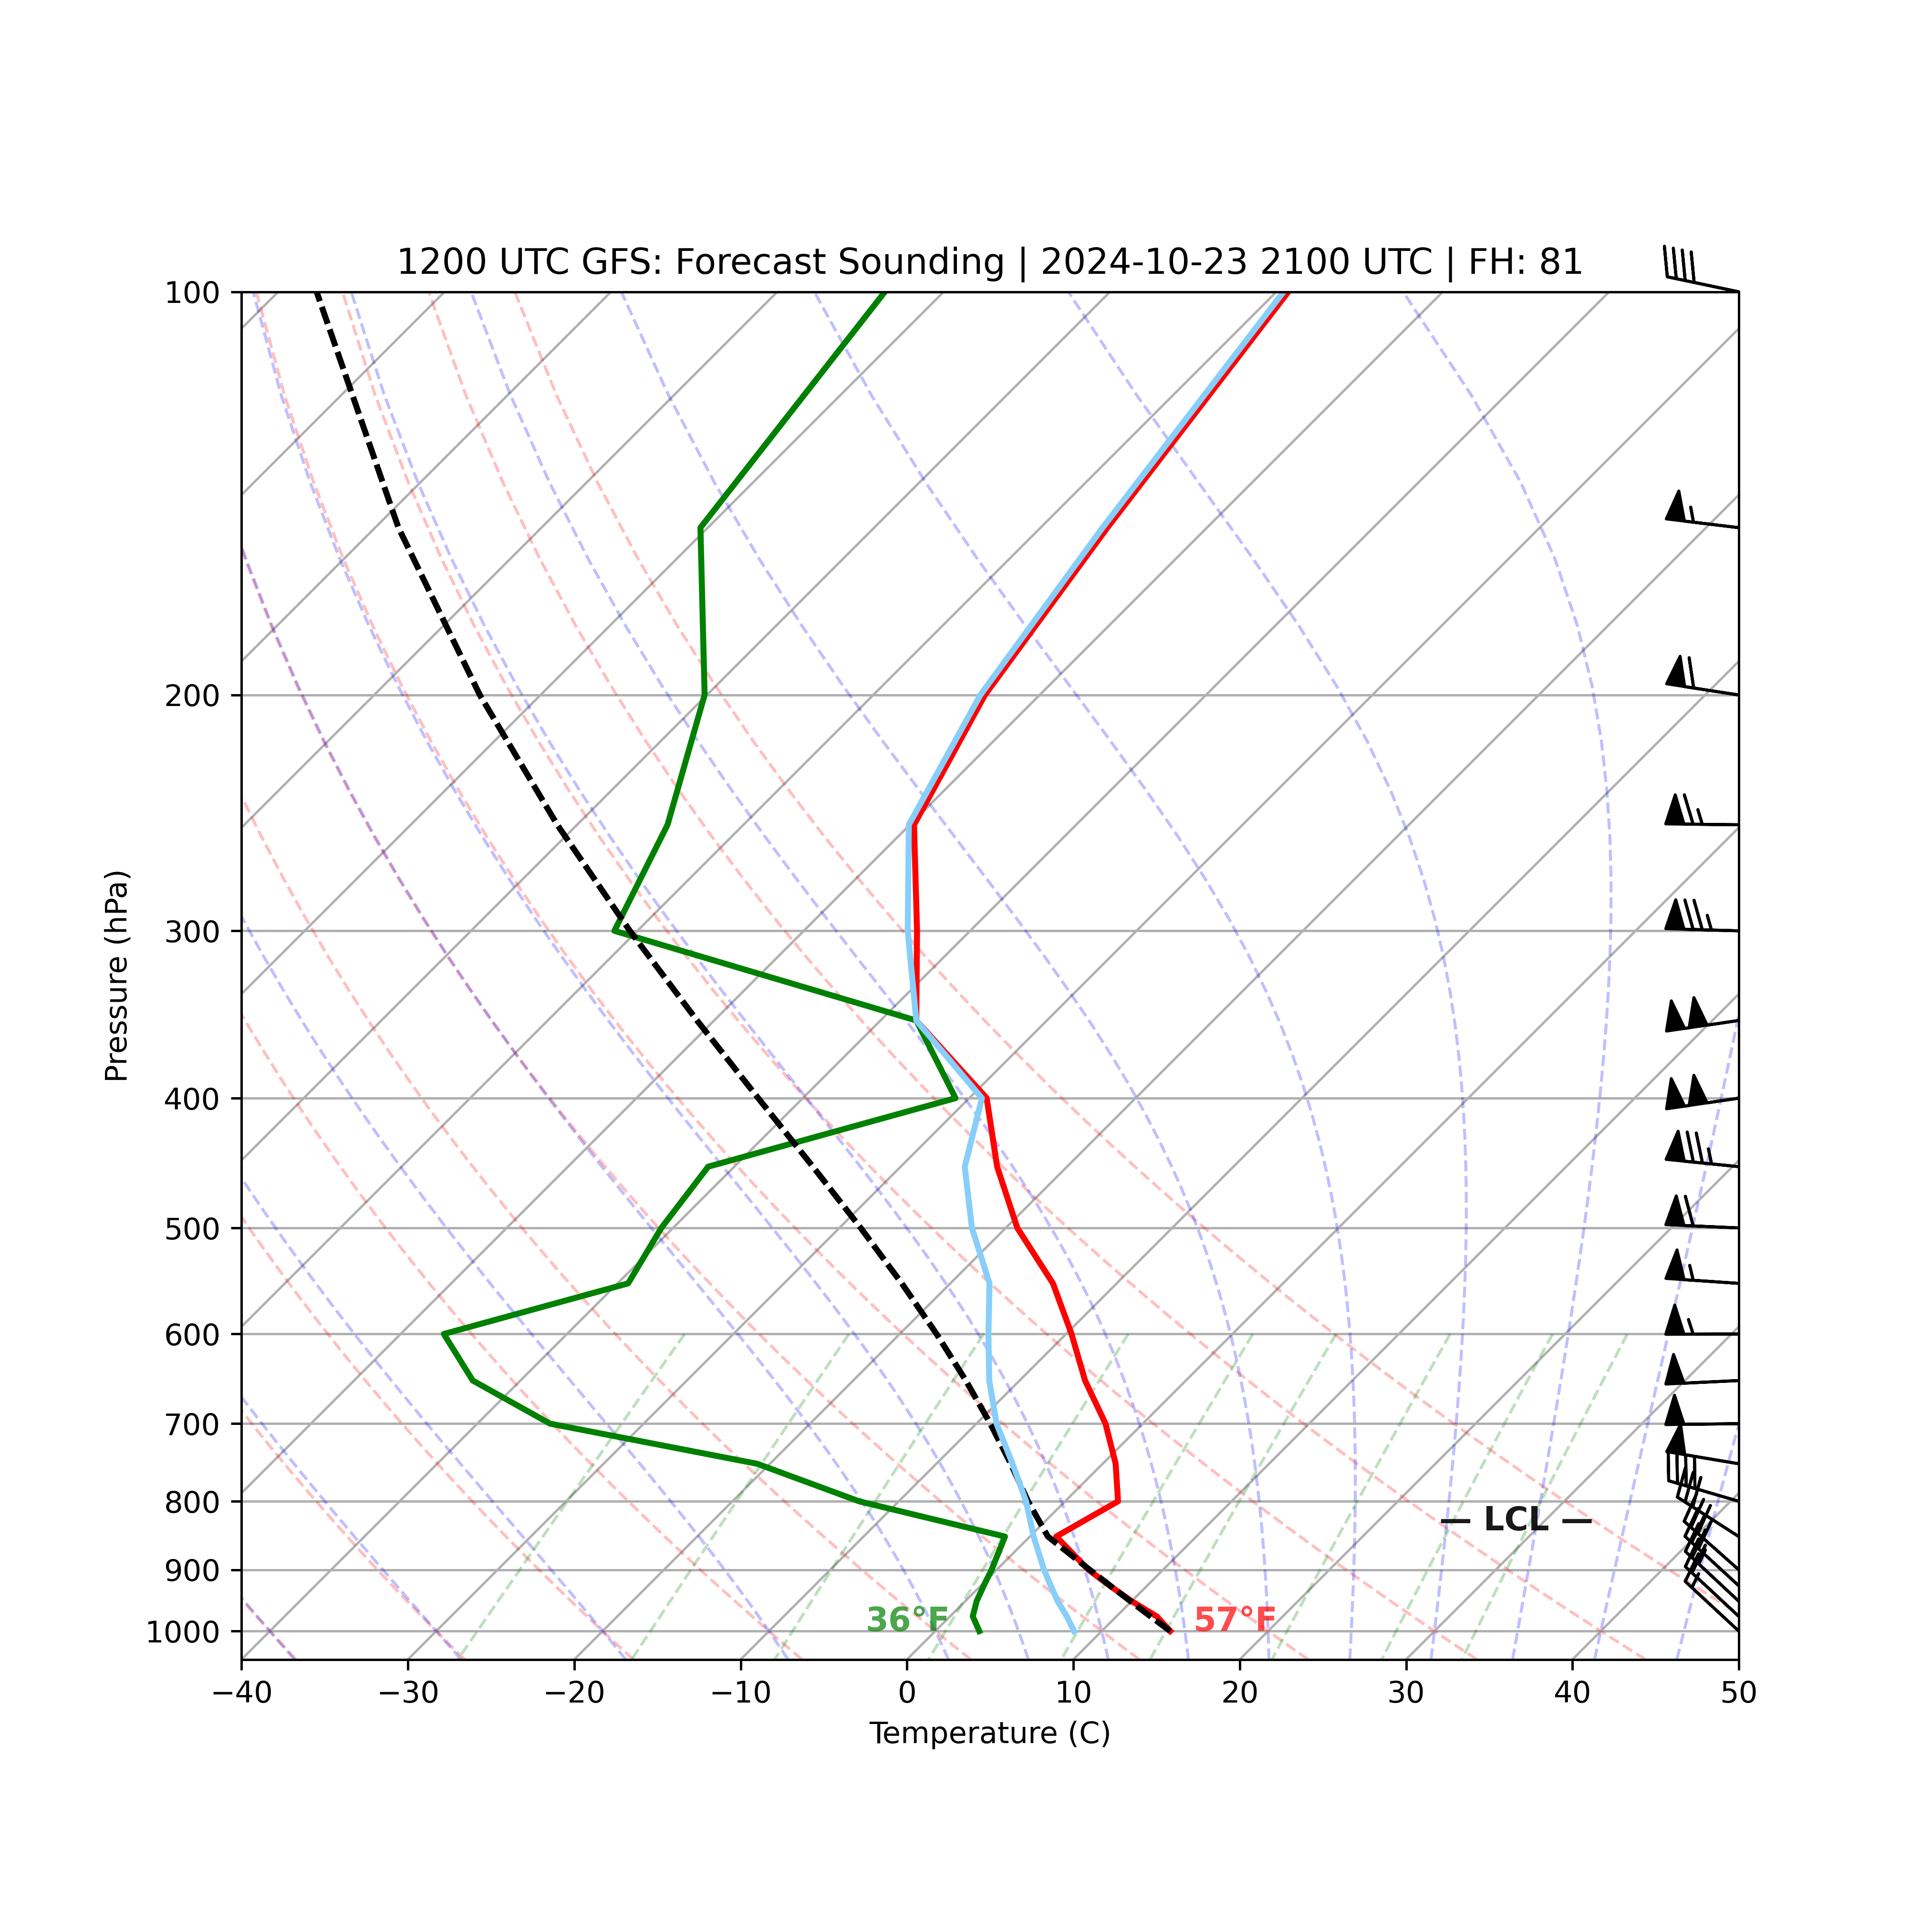 1200 UTC GFS: Forecast Sounding | 2024-10-23 2100 UTC | FH: 81
100
200
300
400
500
600
700
800
900
1000
Pressure (hPa)
— LCL —
36°F
57°F
−40 −30 −20 −10 0 10 20 30 40 50
Temperature (C)